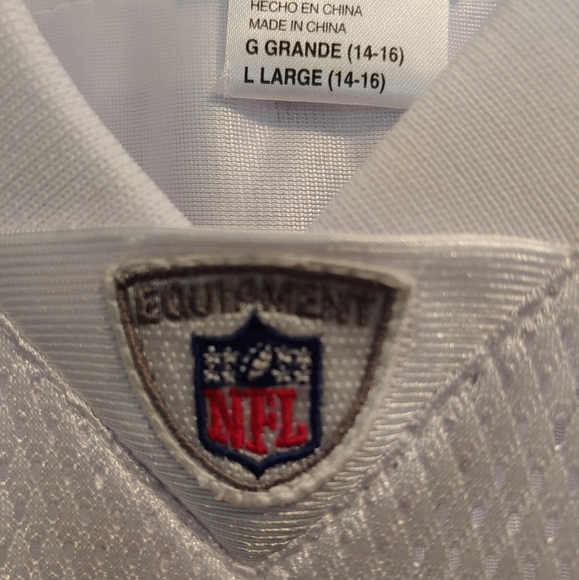 HECHO EN CHINA
MADE IN CHINA
G GRANDE (14-16)
L LARGE (14-16)
EQUIPMENT
NFL